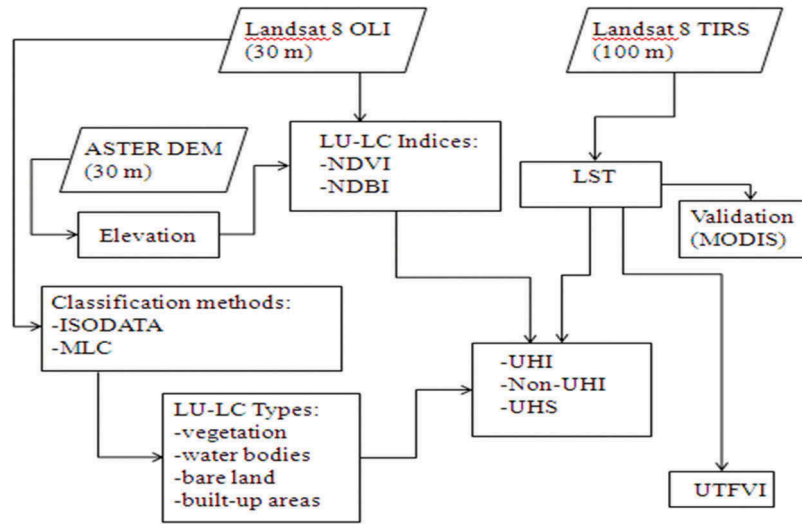 Landsat 8 OLI
(30 m)
Landsat 8 TIRS
(100 m)
ASTER DEM
(30 m)
LU-LC Indices:
-NDVI
-NDBI
LST
Validation
(MODIS)
Elevation
Classification methods:
-ISODATA
-MLC
-UHI
-Non-UHI
-UHS
LU-LC Types:
-vegetation
-water bodies
-bare land
-built-up areas
UTFVI